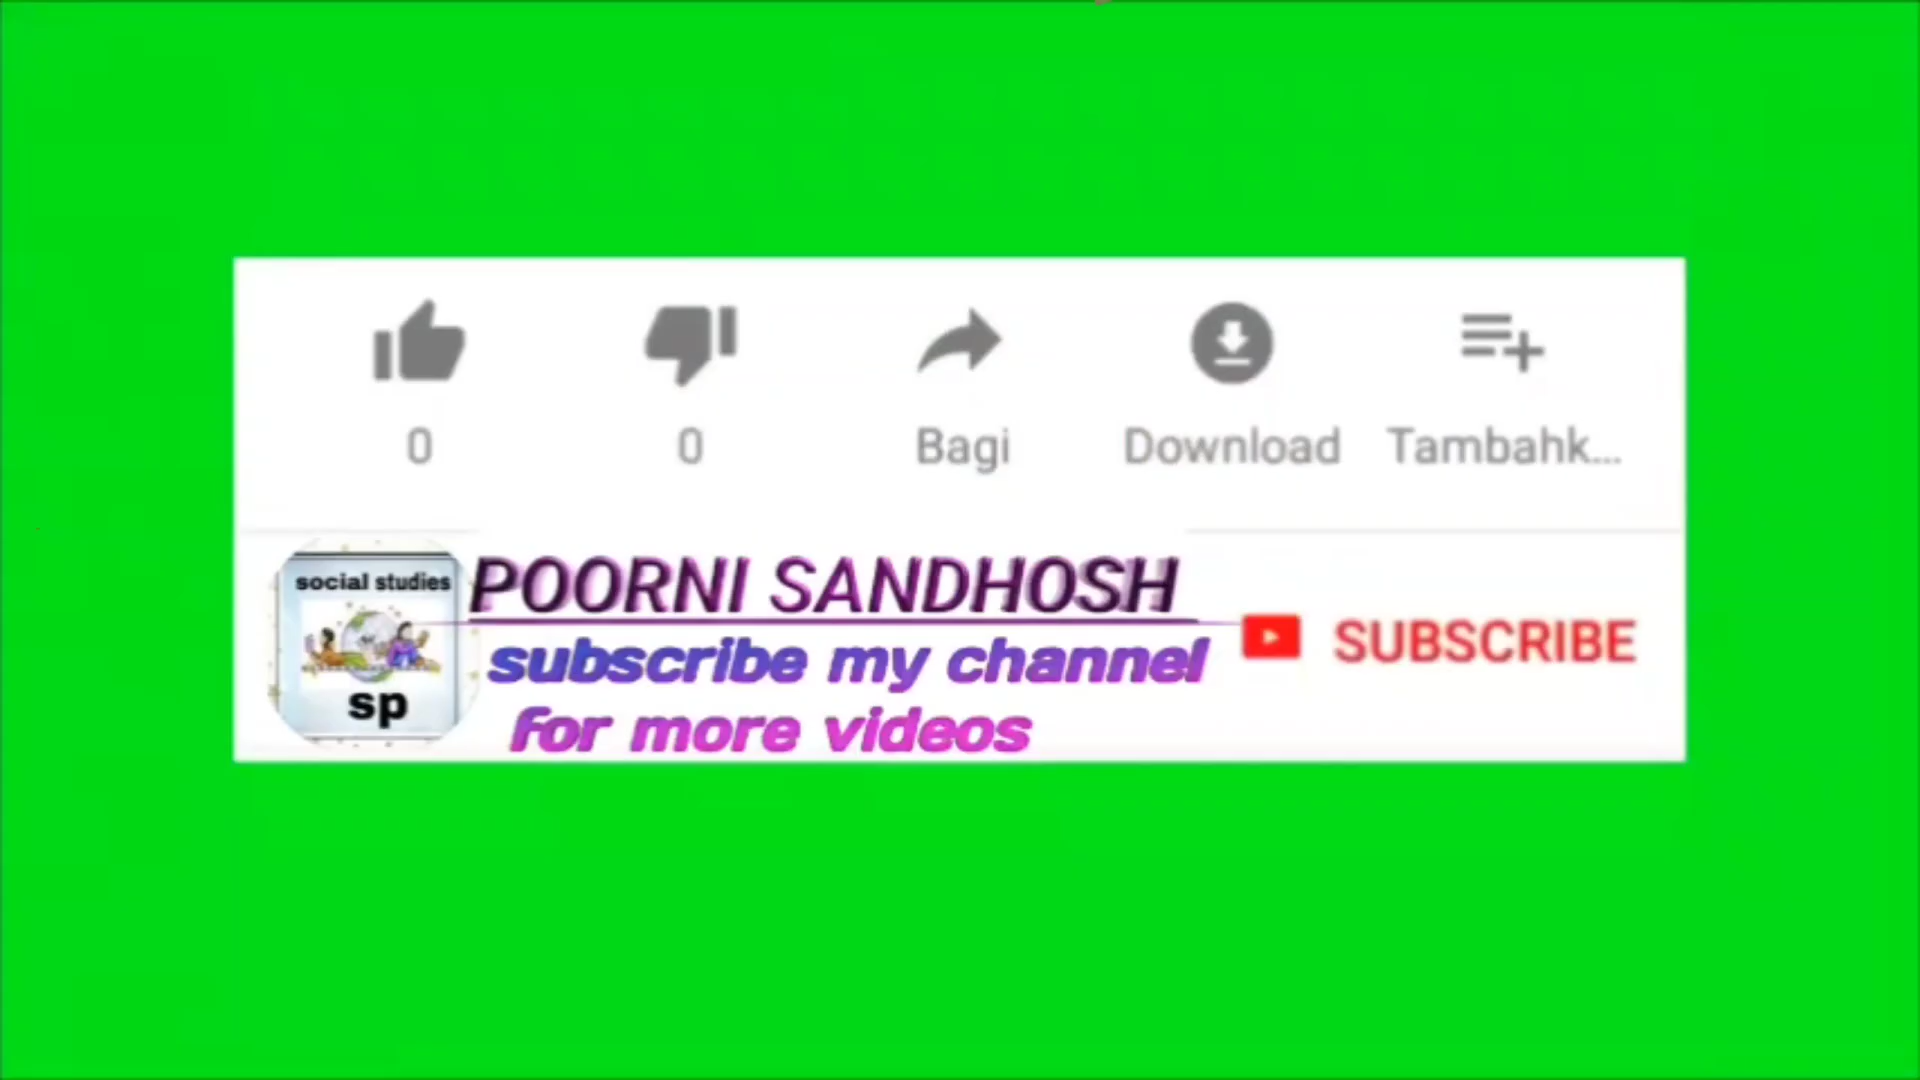 0 0 Bagi Download Tambahk...
social studies
sp
POORNI SANDHOSH
subscribe my channel
for more videos
SUBSCRIBE